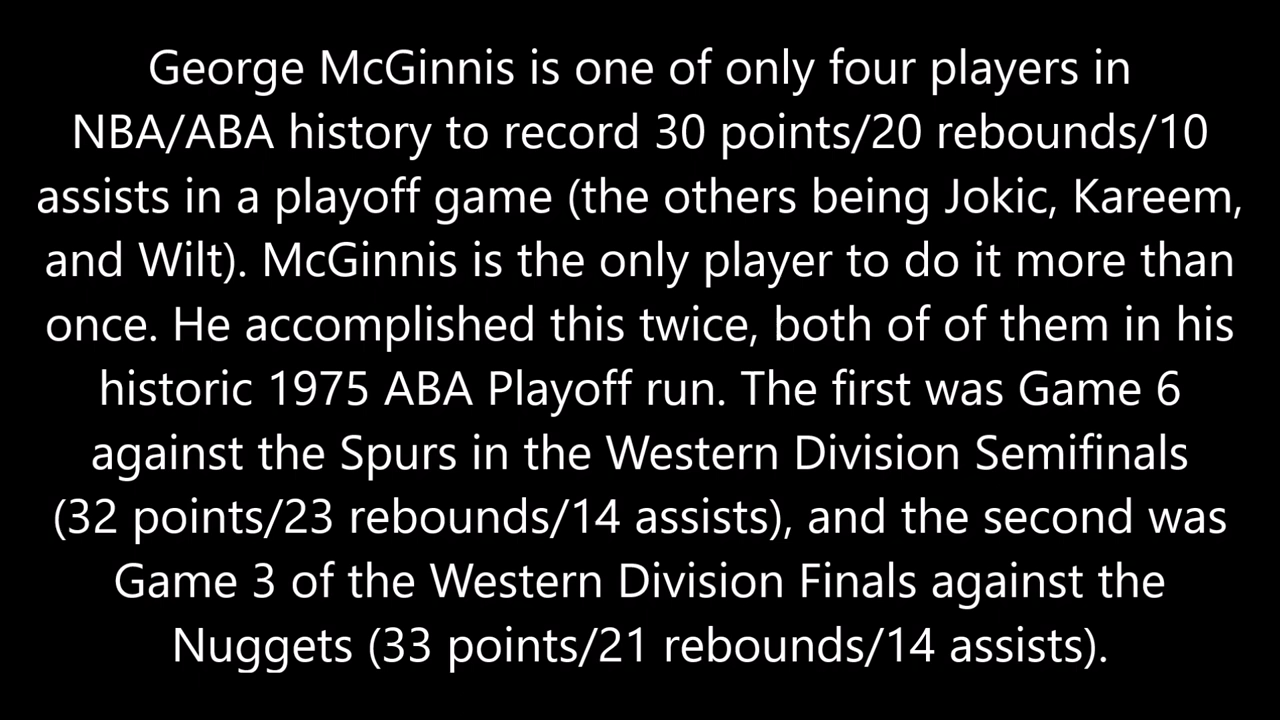 George McGinnis is one of only four players in
NBA/ABA history to record 30 points/20 rebounds/10
assists in a playoff game (the others being Jokic, Kareem,
and Wilt). McGinnis is the only player to do it more than
once. He accomplished this twice, both of of them in his
historic 1975 ABA Playoff run. The first was Game 6
against the Spurs in the Western Division Semifinals
(32 points/23 rebounds/14 assists), and the second was
Game 3 of the Western Division Finals against the
Nuggets (33 points/21 rebounds/14 assists).